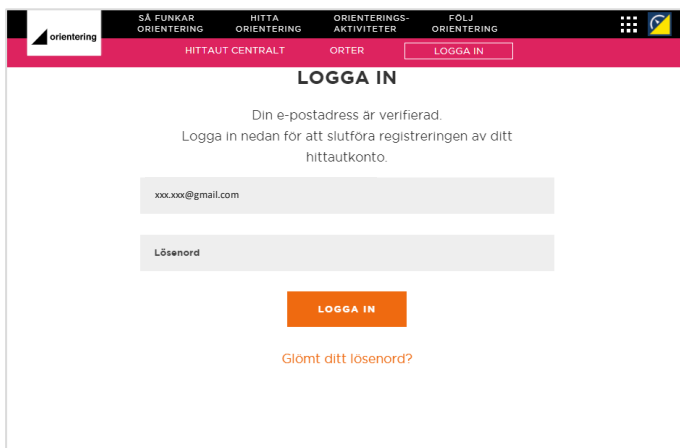 SÅ FUNKAR
ORIENTERING
HITTA
ORIENTERING
ORIENTERINGS-
AKTIVITETER
FÖLJ
ORIENTERING
orientering
HITTAUT CENTRALT
ORTER
LOGGA IN
LOGGA IN
Din e-postadress är verifierad.
Logga in nedan för att slutföra registreringen av ditt
hittautkonto.
xxx.xxx@gmail.com
Lösenord
LOGGA IN
Glömt ditt lösenord?